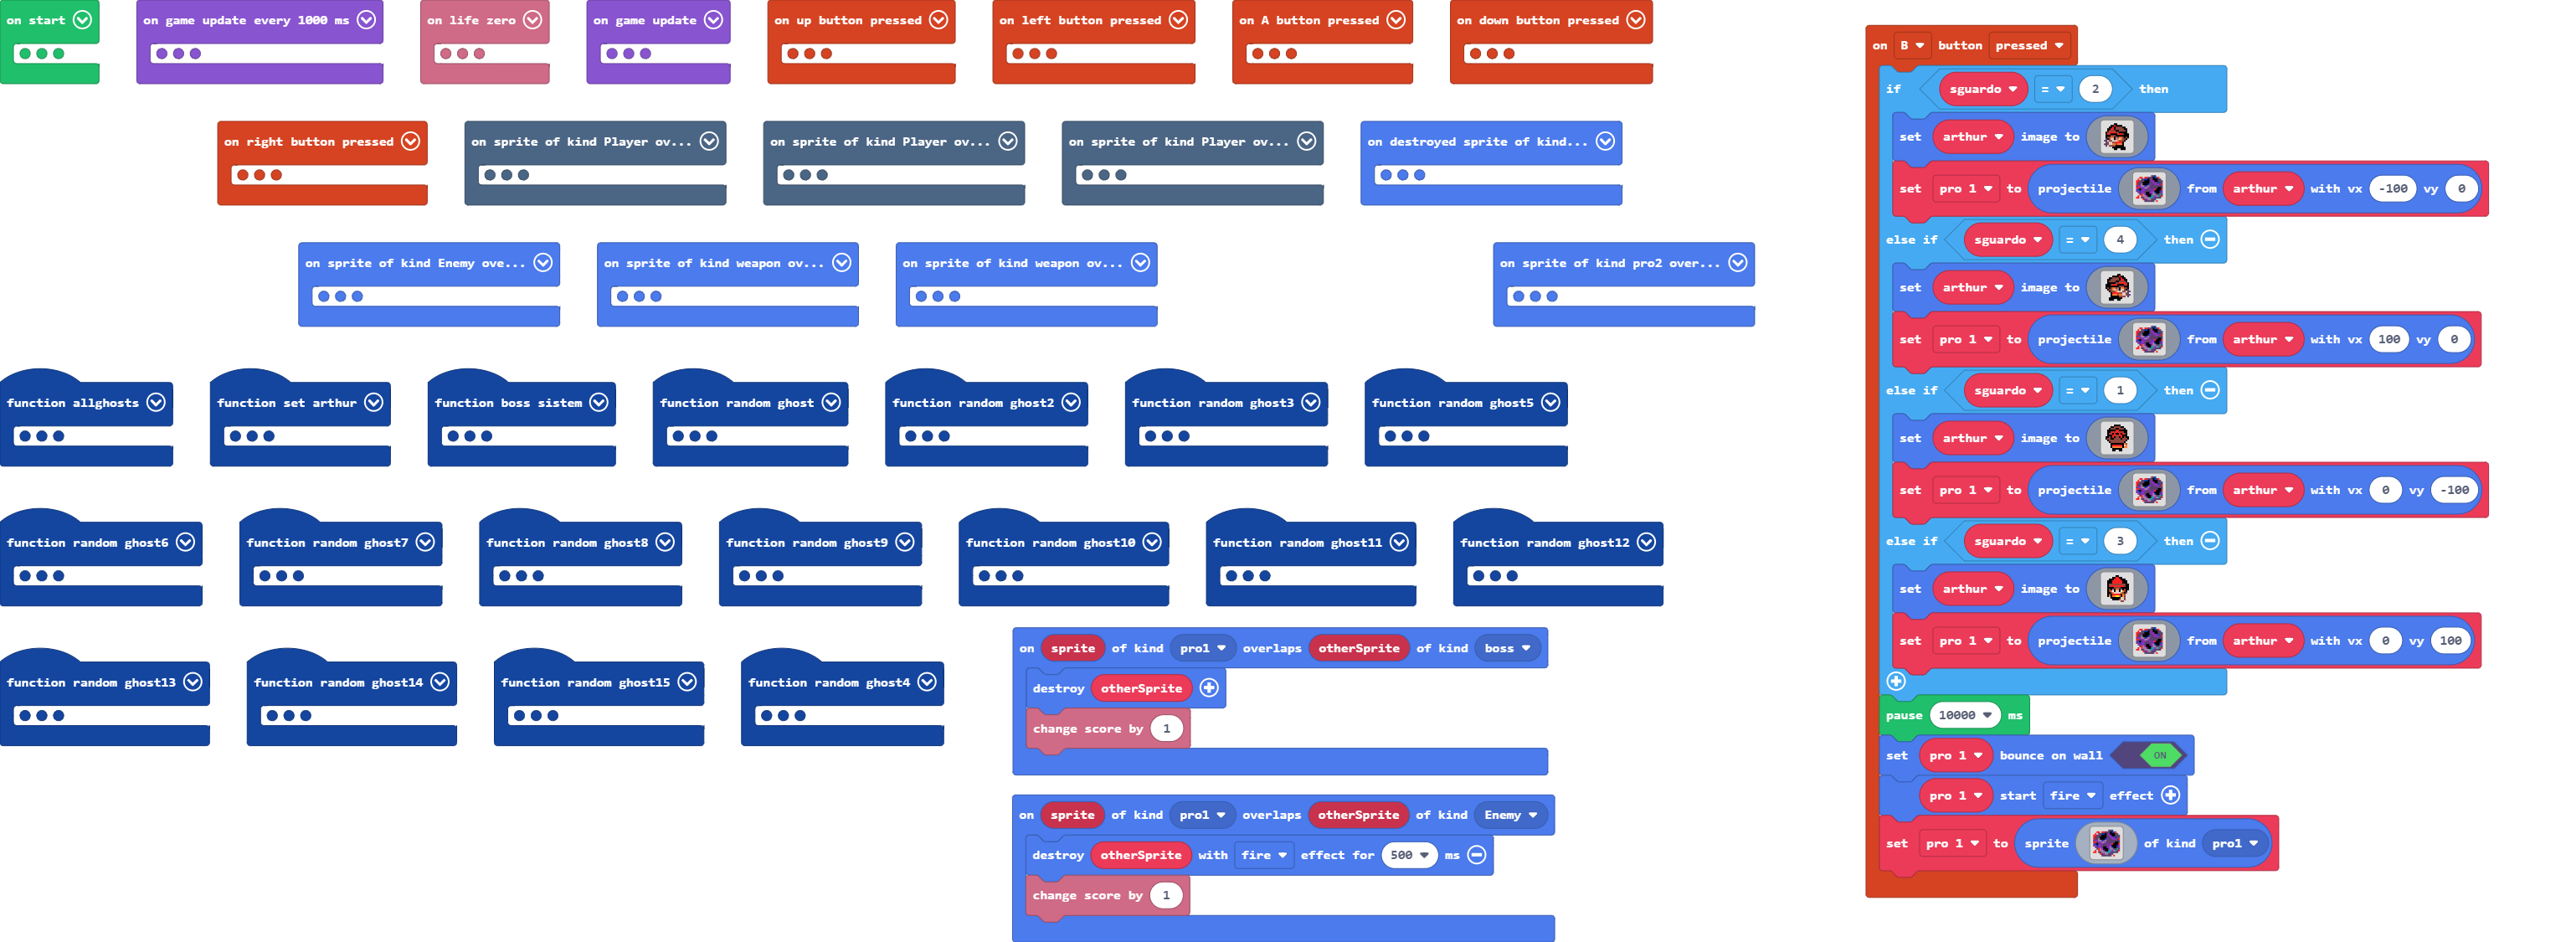 on start
on game update every 1000 ms
on life zero
on game update
on up button pressed
on left button pressed
on A button pressed
on down button pressed
on right button pressed
on sprite of kind Player ov...
on sprite of kind Player ov...
on sprite of kind Player ov...
on destroyed sprite of kind...
on sprite of kind Enemy ove...
on sprite of kind weapon ov...
on sprite of kind weapon ov...
on sprite of kind pro2 over...
function allghosts
function set arthur
function boss sistem
function random ghost
function random ghost2
function random ghost3
function random ghost5
function random ghost6
function random ghost7
function random ghost8
function random ghost9
function random ghost10
function random ghost11
function random ghost12
function random ghost13
function random ghost14
function random ghost15
function random ghost4
on sprite of kind pro1 overlaps otherSprite of kind boss
destroy otherSprite
change score by 1
on sprite of kind pro1 overlaps otherSprite of kind Enemy
destroy otherSprite with fire effect for 500 ms
change score by 1
on B button pressed
if sguardo = 2 then
set arthur image to
set pro 1 to projectile from arthur with vx -100 vy 0
else if sguardo = 4 then
set arthur image to
set pro 1 to projectile from arthur with vx 100 vy 0
else if sguardo = 1 then
set arthur image to
set pro 1 to projectile from arthur with vx 0 vy -100
else if sguardo = 3 then
set arthur image to
set pro 1 to projectile from arthur with vx 0 vy 100
pause 10000 ms
set pro 1 bounce on wall ON
pro 1 start fire effect
set pro 1 to sprite of kind pro1